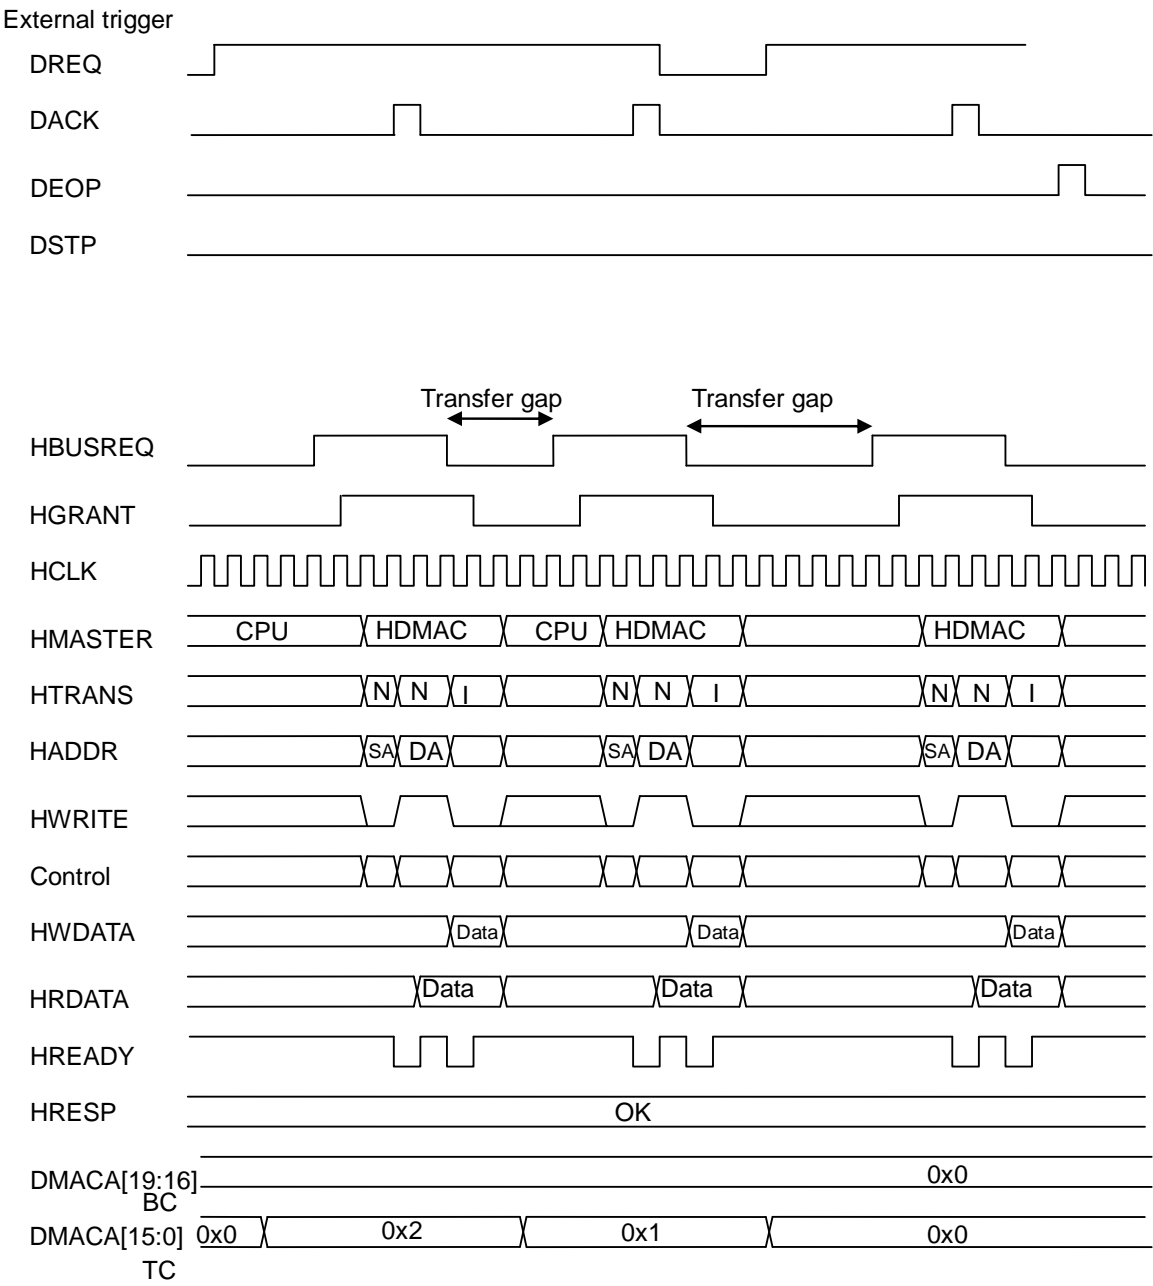 External trigger
DREQ
DACK
DEOP
DSTP
Transfer gap Transfer gap
HBUSREQ
HGRANT
HCLK
HMASTER CPU HDMAC CPU HDMAC HDMAC
HTRANS N N I N N I N N I
HADDR SA DA SA DA SA DA
HWRITE
Control
HWDATA Data Data Data
HRDATA Data Data Data
HREADY
HRESP OK
DMACA[19:16] 0x0
BC
DMACA[15:0] 0x0 0x2 0x1 0x0
TC